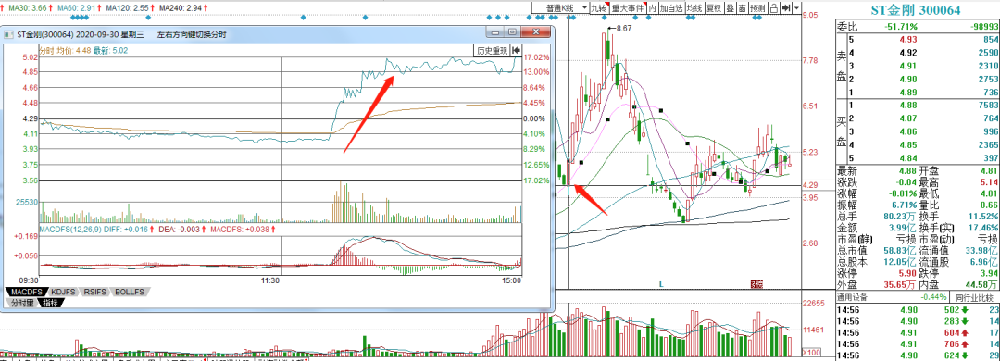 MA30: 3.66 MA60: 2.91 MA120: 2.55 MA240: 2.94
普通K线 九转 重大事件 万 加自选 均线 复权 叠 窗 预测
ST金刚(300064) 2020-09-30 星期三 左右方向键切换分时
分时 均价: 4.48 最新: 5.02
历史重现
5.02 17.02%
4.85 13.00%
4.66 8.64%
4.48 4.45%
4.29 0.00%
4.10 4.10%
3.93 8.29%
3.75 12.65%
3.56 17.02%
25530
MACDFS(12,26,9) DIFF: +0.016 DEA: -0.003 MACDFS: +0.038
+0.169
+0.056
09:30 11:30 15:00
MACDFS KDJFS RSIFS BOLLFS
分时量 指标
8.67
9.05
7.78
6.51
5.23
4.29
3.95
2.68
L
22655
11461
X100
ST金刚 300064
委比 -51.71% -98993
卖盘
5 4.93 854
4 4.92 2590
3 4.91 2310
2 4.90 2753
1 4.89 736
买盘
1 4.88 7583
2 4.87 764
3 4.86 996
4 4.85 2365
5 4.84 397
最新 4.88 开盘 4.81
涨跌 -0.04 最高 5.14
涨幅 -0.81% 最低 4.81
振幅 6.71% 量比 0.66
总手 80.23万 换手 11.52%
金额 3.99亿 换手(实) 17.46%
市盈(静) 亏损 市盈(动) 亏损
总市值 58.83亿 流通值 33.98亿
总股本 12.05亿 流通股 6.96亿
涨停 5.90 跌停 3.94
外盘 35.65万 内盘 44.58万
通用设备 -0.44% 同行业比较
14:56 4.90 502 23
14:56 4.90 283 14
14:56 4.91 604 17
14:56 4.91 706 14
14:56 4.90 624 25